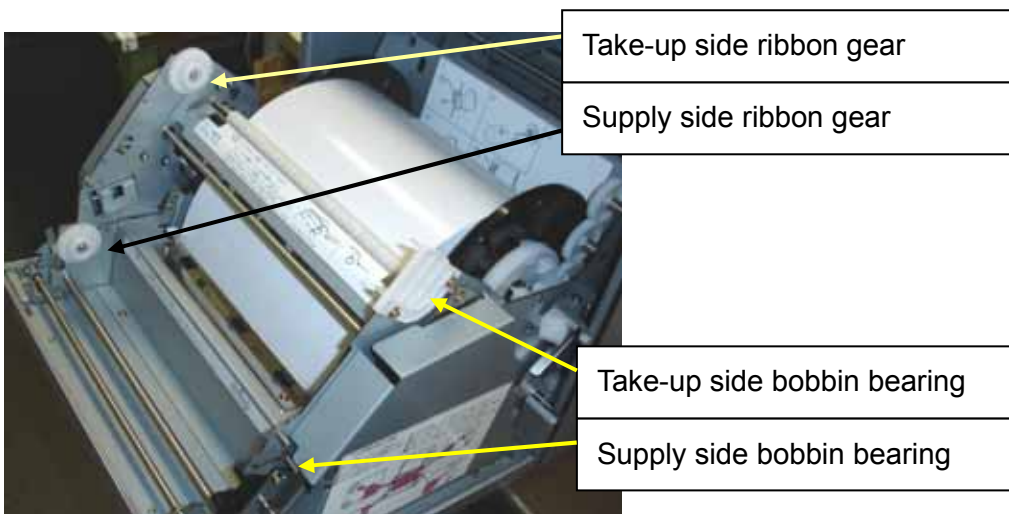 Take-up side ribbon gear
Supply side ribbon gear
Take-up side bobbin bearing
Supply side bobbin bearing